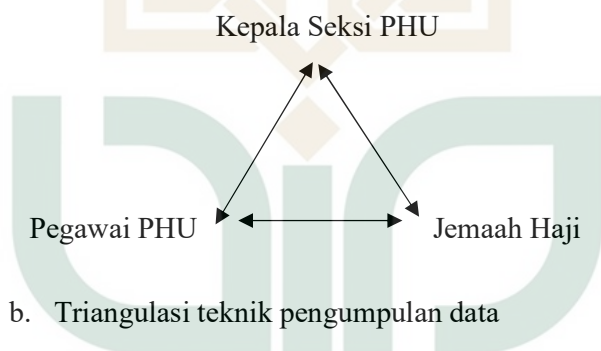 Kepala Seksi PHU
Pegawai PHU Jemaah Haji
b. Triangulasi teknik pengumpulan data